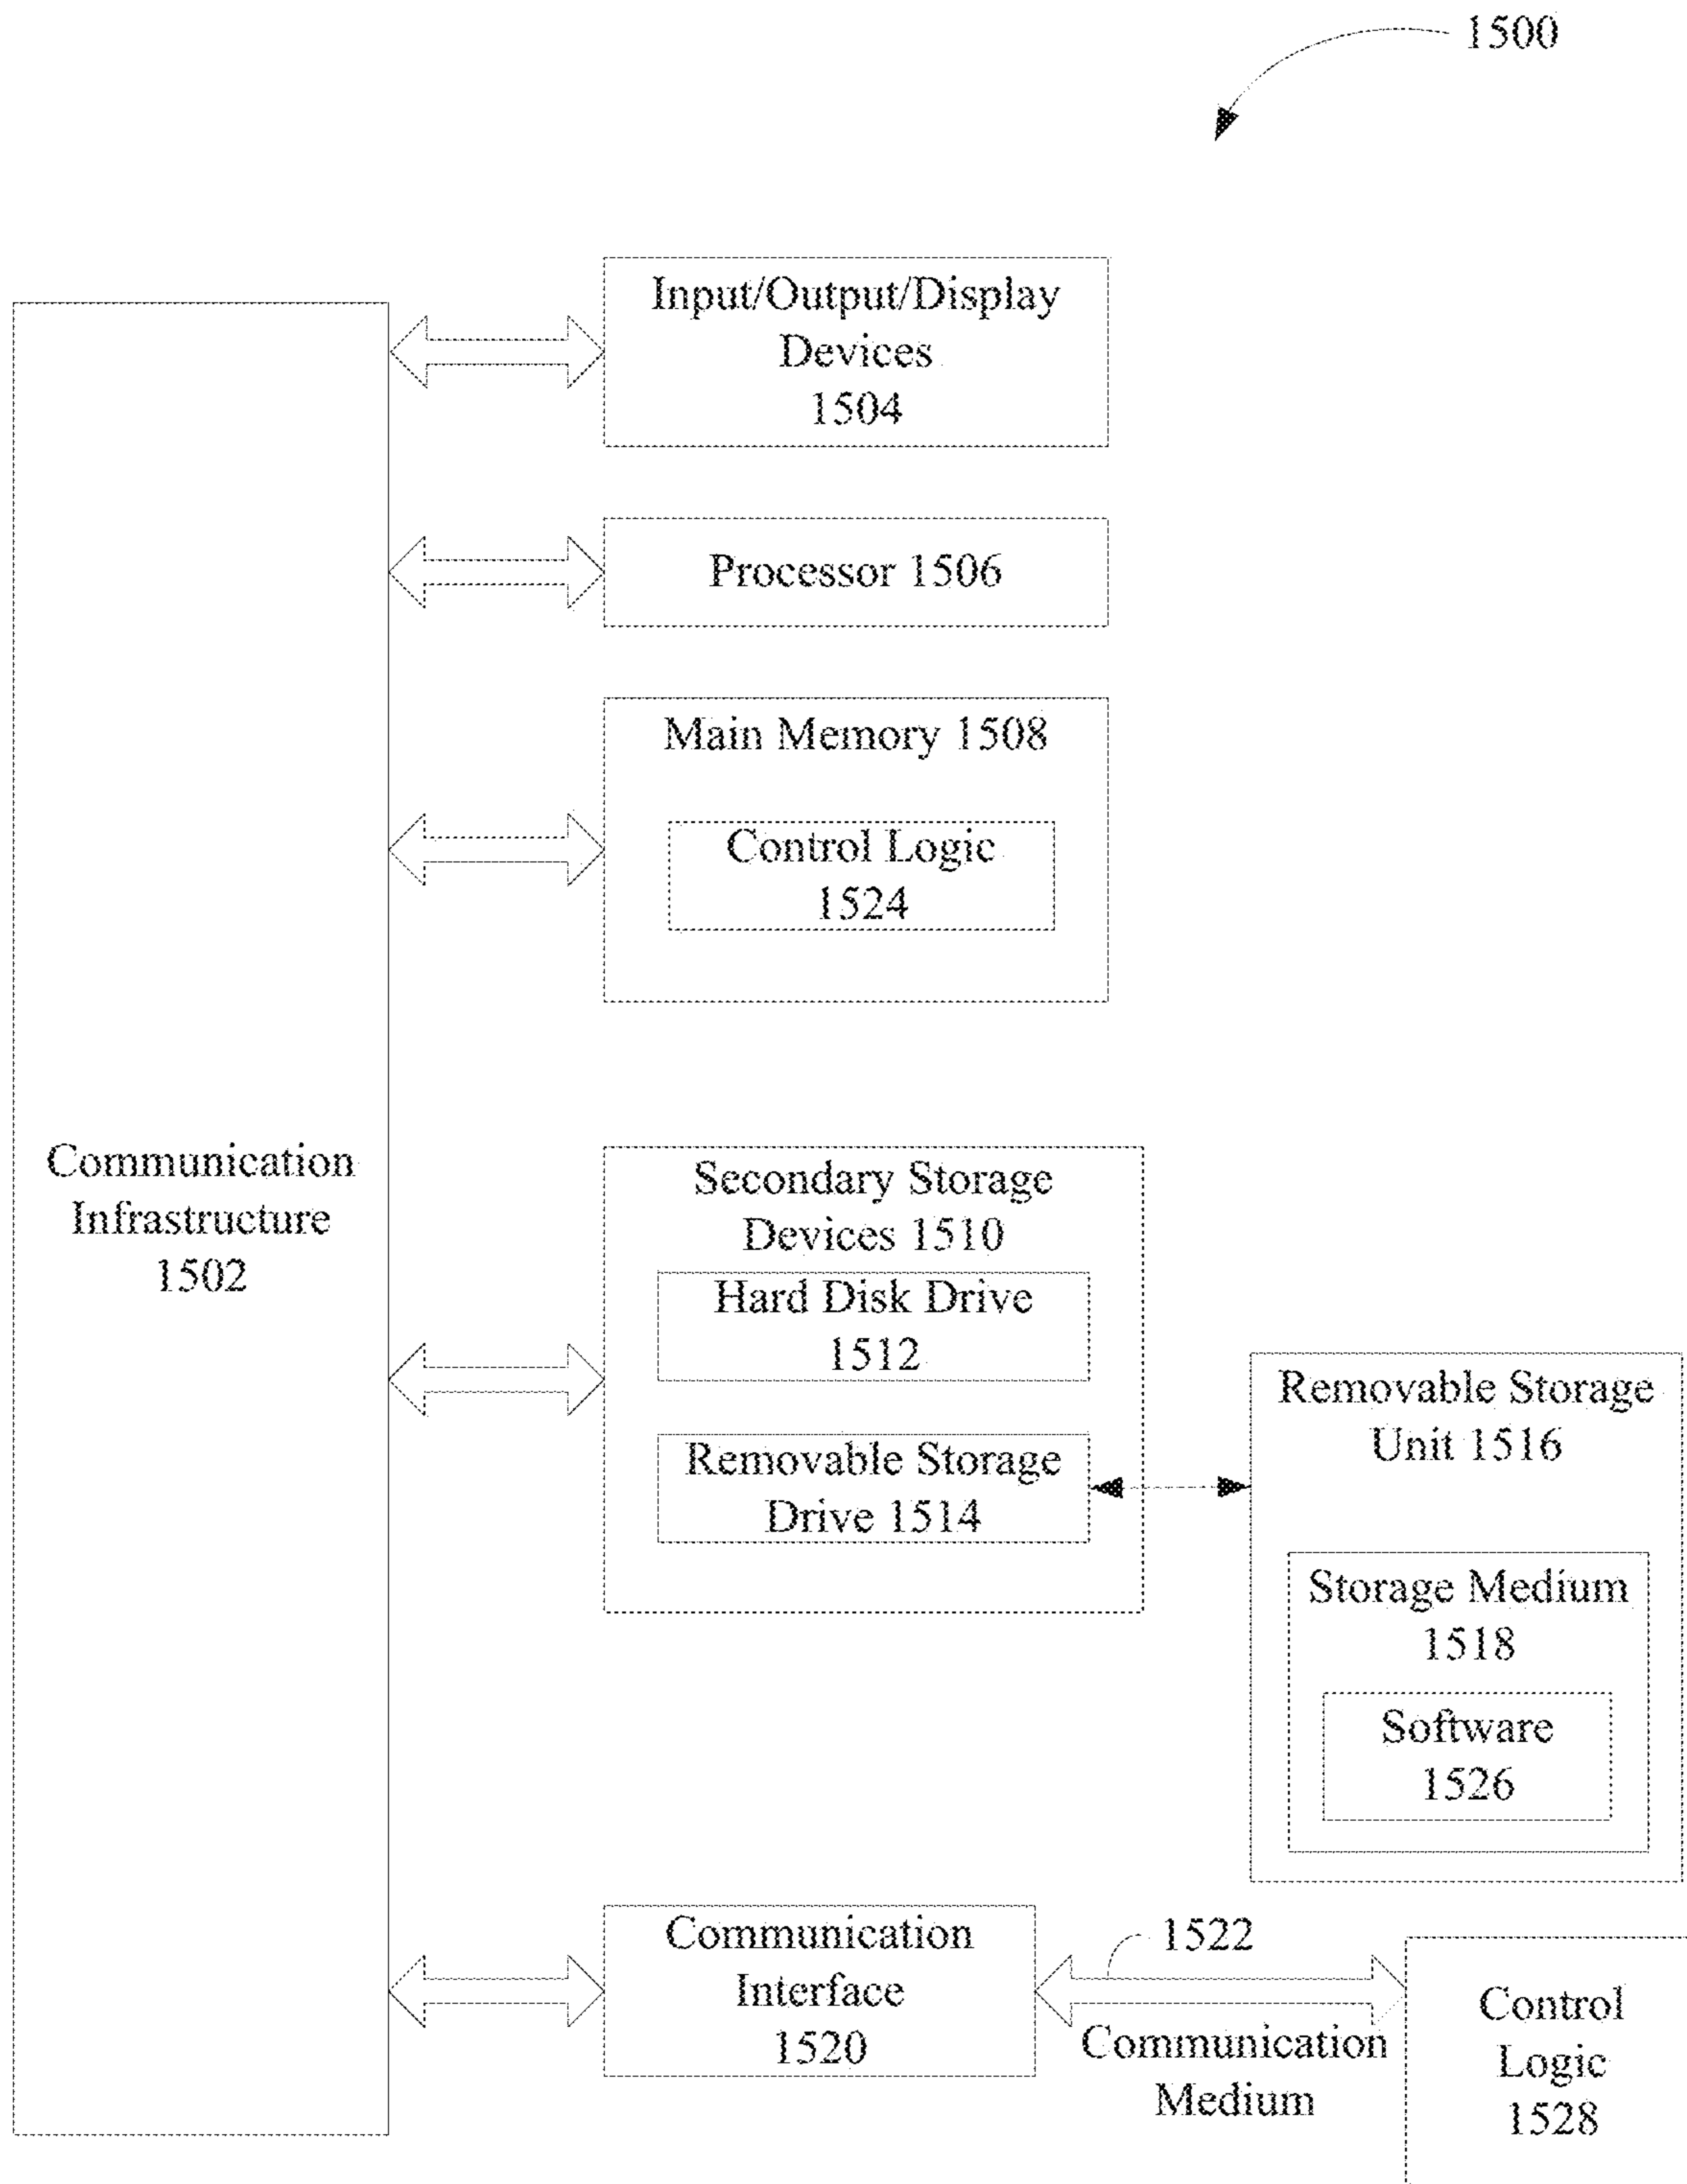 1500
Input/Output/Display
Devices
1504
Processor 1506
Main Memory 1508
Control Logic
1524
Communication
Infrastructure
1502
Secondary Storage
Devices 1510
Hard Disk Drive
1512
Removable Storage
Drive 1514
Removable Storage
Unit 1516
Storage Medium
1518
Software
1526
Communication
Interface
1520
1522
Communication
Medium
Control
Logic
1528